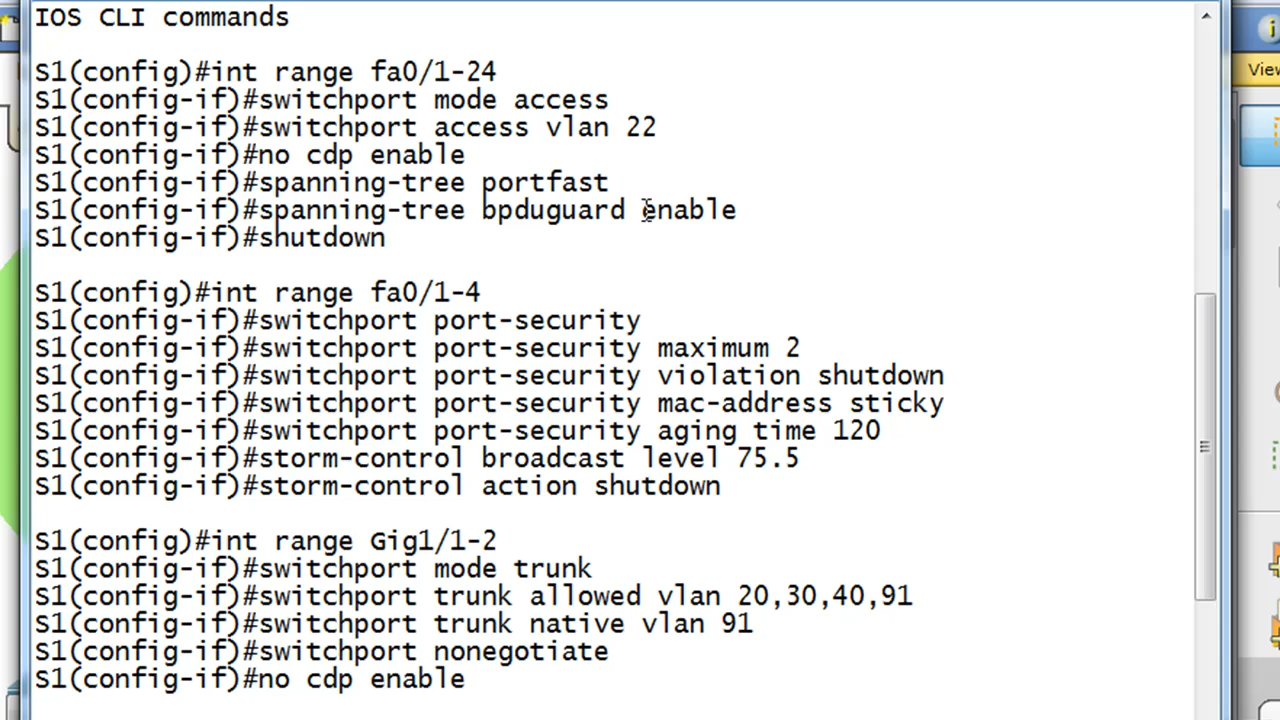 IOS CLI commands
S1(config)#int range fa0/1-24
S1(config-if)#switchport mode access
S1(config-if)#switchport access vlan 22
S1(config-if)#no cdp enable
S1(config-if)#spanning-tree portfast
S1(config-if)#spanning-tree bpduguard enable
S1(config-if)#shutdown
S1(config)#int range fa0/1-4
S1(config-if)#switchport port-security
S1(config-if)#switchport port-security maximum 2
S1(config-if)#switchport port-security violation shutdown
S1(config-if)#switchport port-security mac-address sticky
S1(config-if)#switchport port-security aging time 120
S1(config-if)#storm-control broadcast level 75.5
S1(config-if)#storm-control action shutdown
S1(config)#int range Gig1/1-2
S1(config-if)#switchport mode trunk
S1(config-if)#switchport trunk allowed vlan 20,30,40,91
S1(config-if)#switchport trunk native vlan 91
S1(config-if)#switchport nonegotiate
S1(config-if)#no cdp enable